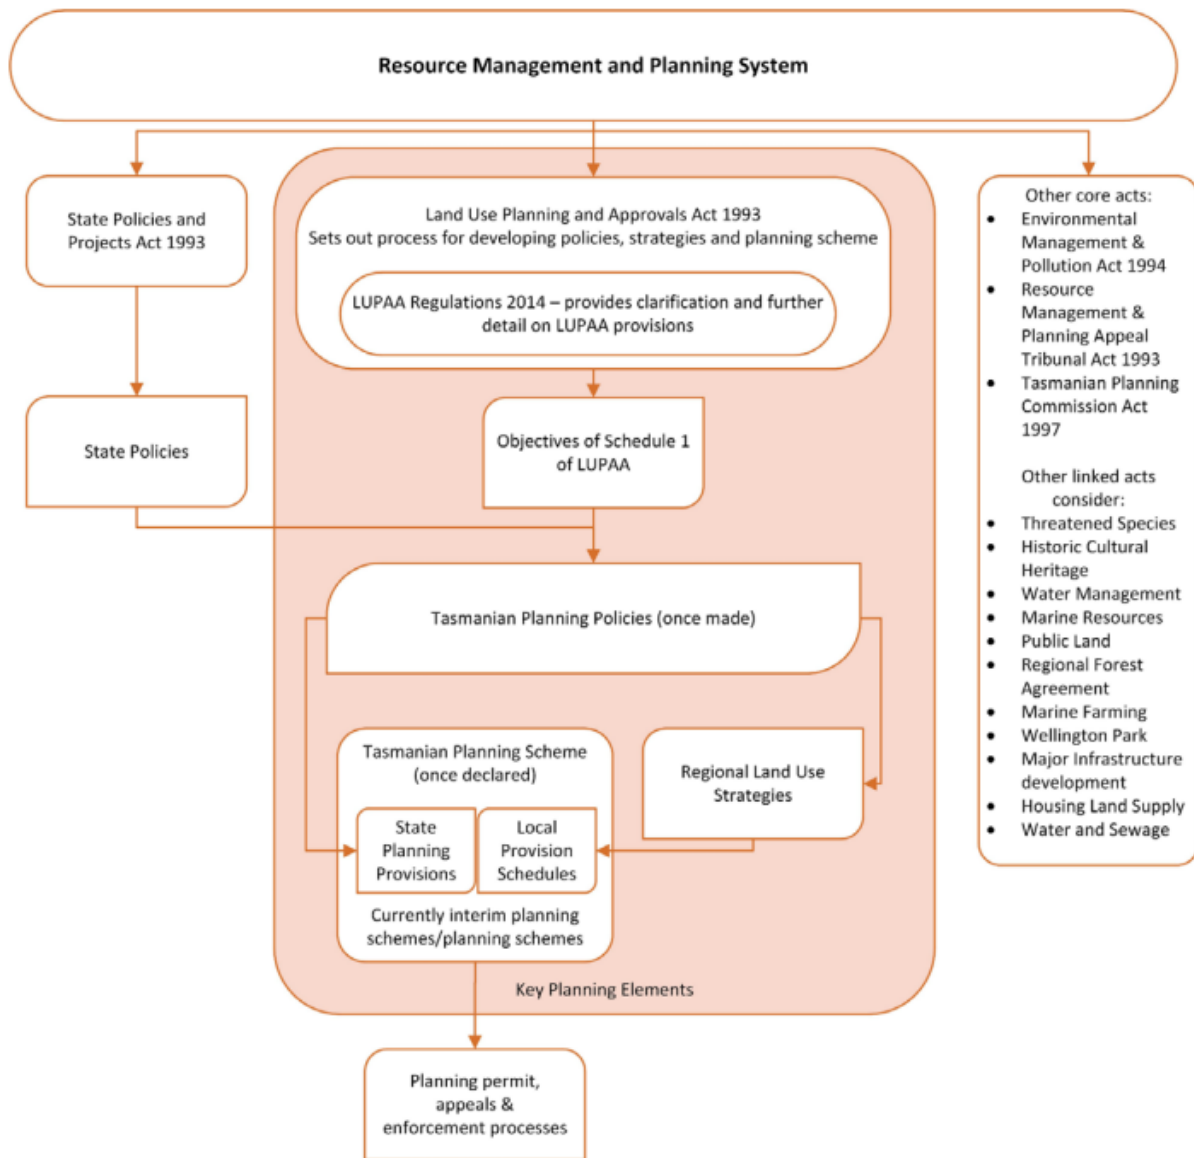 Resource Management and Planning System
State Policies and
Projects Act 1993
State Policies
Land Use Planning and Approvals Act 1993
Sets out process for developing policies, strategies and planning scheme
LUPAA Regulations 2014 – provides clarification and further
detail on LUPAA provisions
Objectives of Schedule 1
of LUPAA
Tasmanian Planning Policies (once made)
Tasmanian Planning Scheme
(once declared)
State
Planning
Provisions
Local
Provision
Schedules
Currently interim planning
schemes/planning schemes
Regional Land Use
Strategies
Key Planning Elements
Planning permit,
appeals &
enforcement processes
Other core acts:
• Environmental
Management &
Pollution Act 1994
• Resource
Management &
Planning Appeal
Tribunal Act 1993
• Tasmanian Planning
Commission Act
1997
Other linked acts
consider:
• Threatened Species
• Historic Cultural
Heritage
• Water Management
• Marine Resources
• Public Land
• Regional Forest
Agreement
• Marine Farming
• Wellington Park
• Major Infrastructure
development
• Housing Land Supply
• Water and Sewage